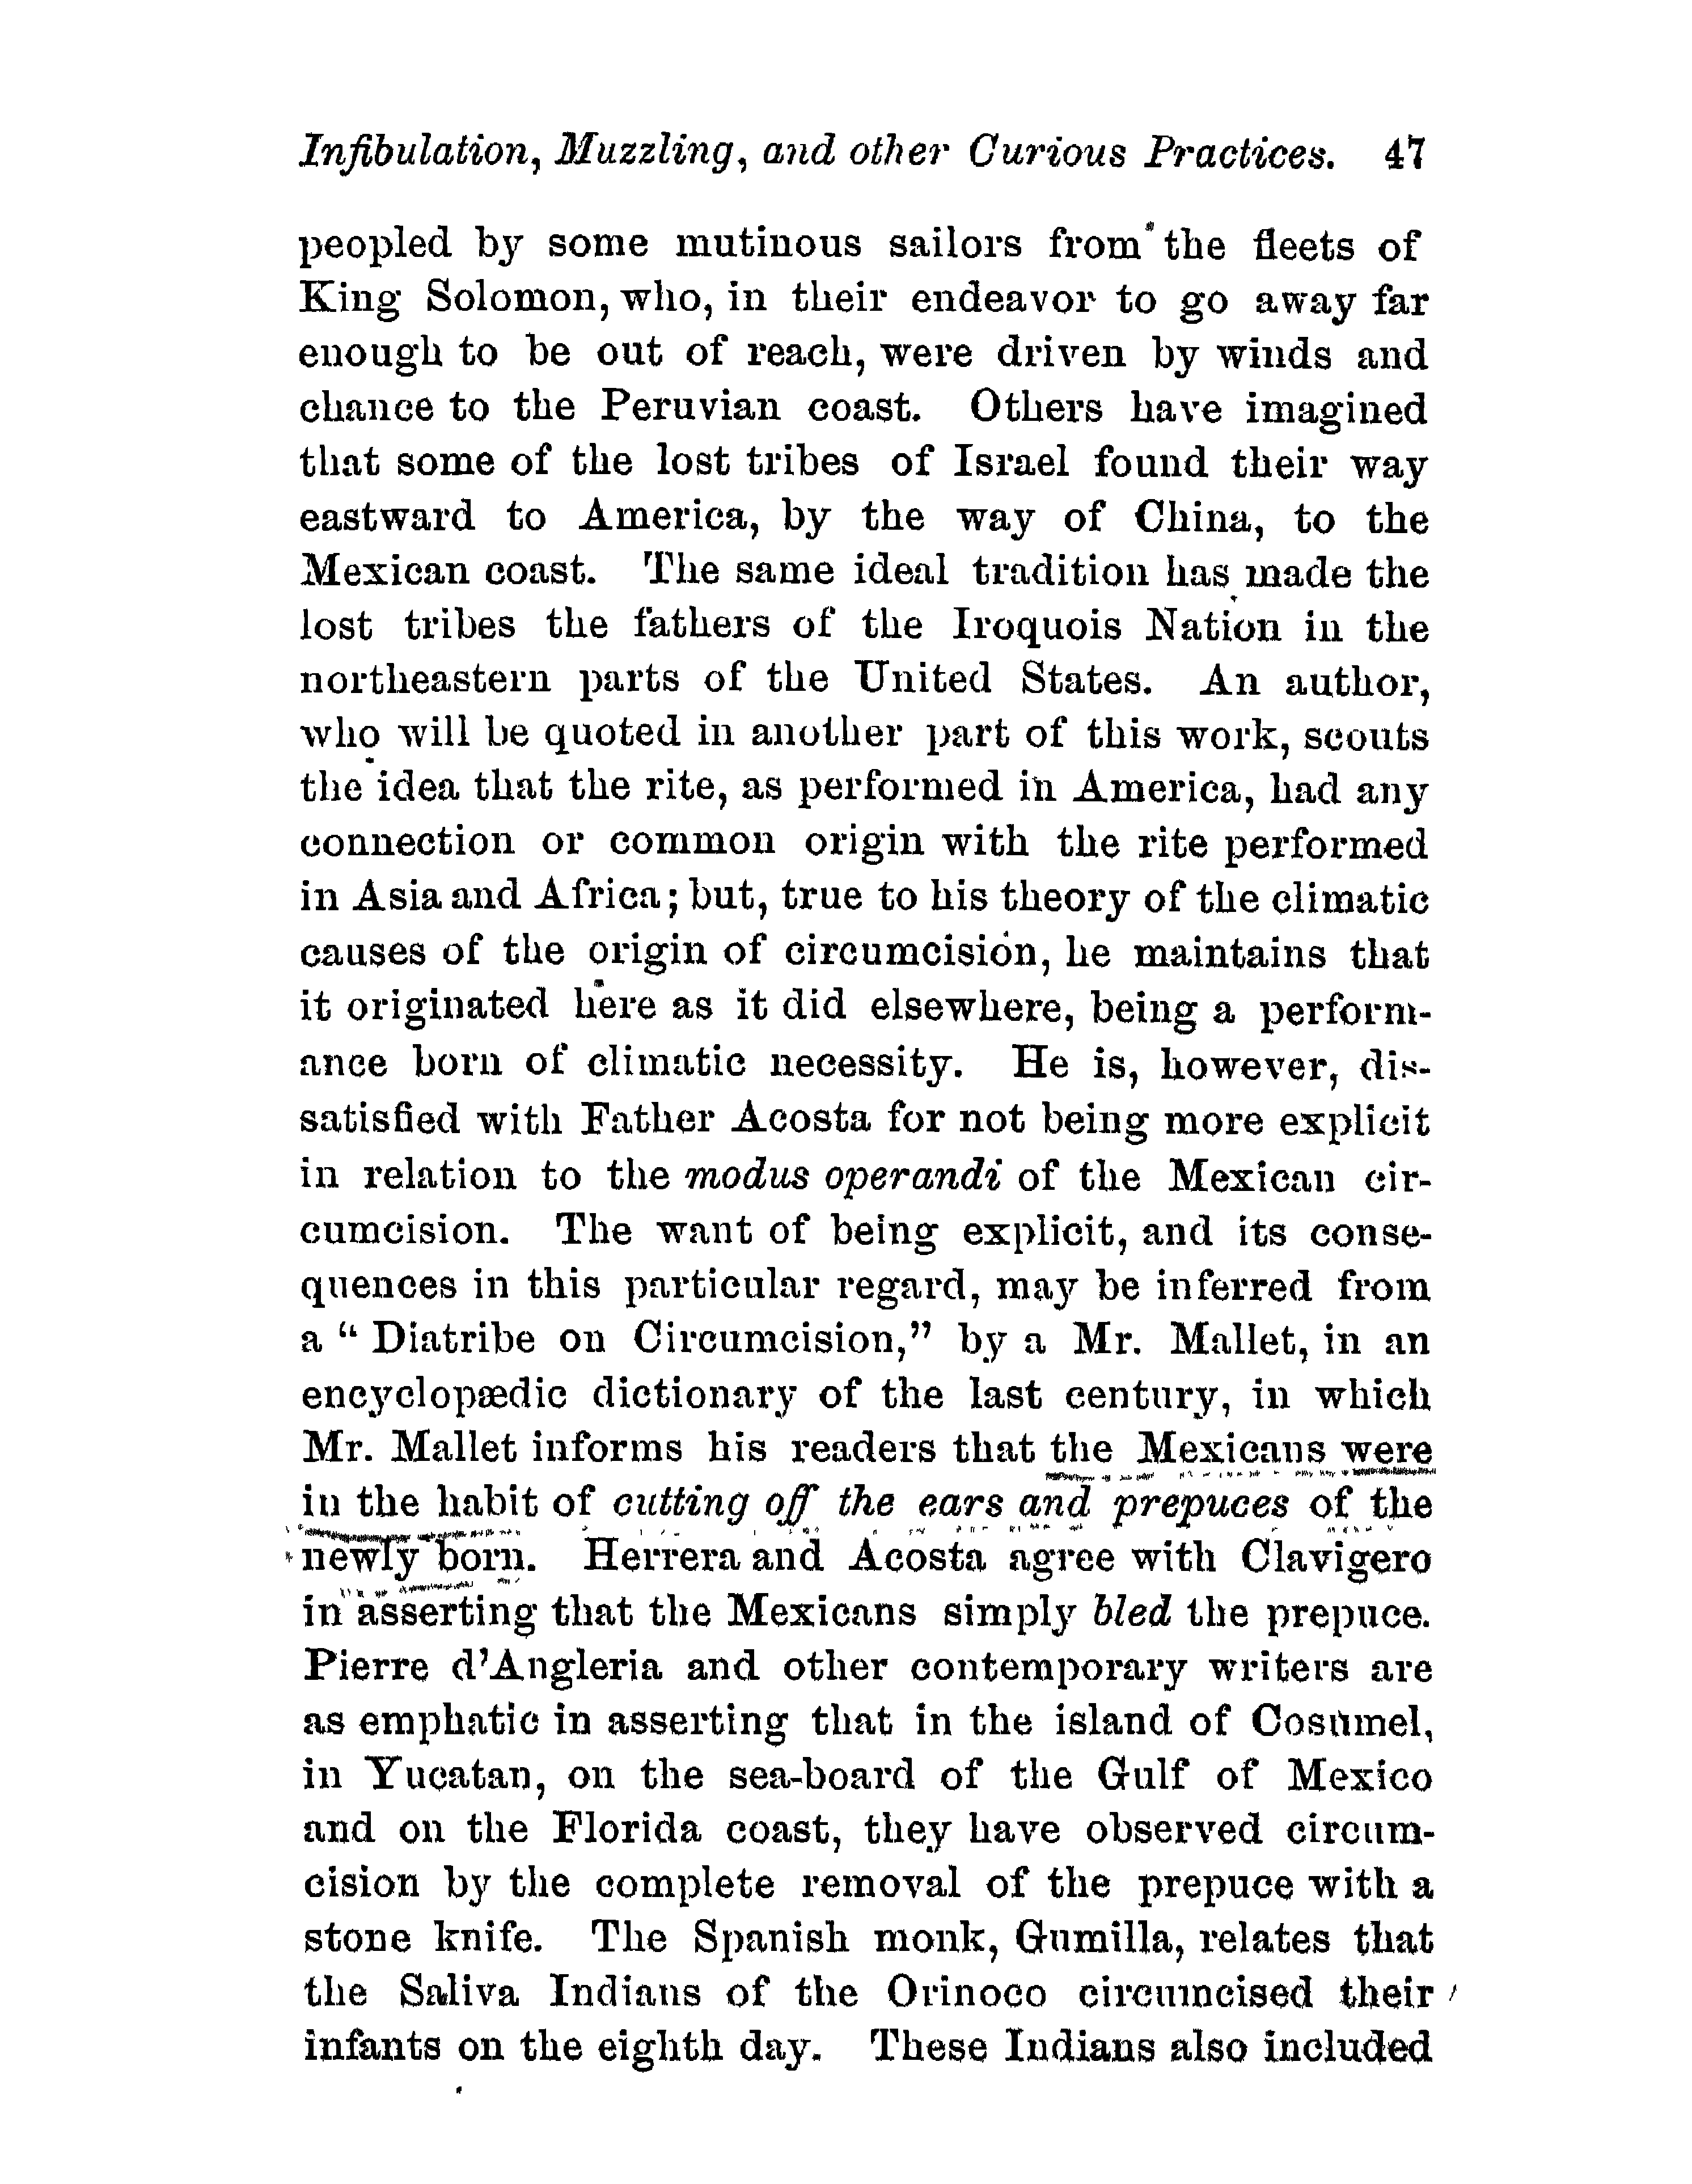 Infibulation, Muzzling, and other Curious Practices. 47
peopled by some mutinous sailors from the fleets of
King Solomon, who, in their endeavor to go away far
enough to be out of reach, were driven by winds and
chance to the Peruvian coast. Others have imagined
that some of the lost tribes of Israel found their way
eastward to America, by the way of China, to the
Mexican coast. The same ideal tradition has made the
lost tribes the fathers of the Iroquois Nation in the
northeastern parts of the United States. An author,
who will be quoted in another part of this work, scouts
the idea that the rite, as performed in America, had any
connection or common origin with the rite performed
in Asia and Africa; but, true to his theory of the climatic
causes of the origin of circumcision, he maintains that
it originated here as it did elsewhere, being a perform-
ance born of climatic necessity. He is, however, dis-
satisfied with Father Acosta for not being more explicit
in relation to the modus operandi of the Mexican cir-
cumcision. The want of being explicit, and its conse-
quences in this particular regard, may be inferred from
a " Diatribe on Circumcision," by a Mr. Mallet, in an
encyclopædic dictionary of the last century, in which
Mr. Mallet informs his readers that the Mexicans were
in the habit of cutting off the ears and prepuces of the
newly born. Herrera and Acosta agree with Clavigero
in asserting that the Mexicans simply bled the prepuce.
Pierre d'Angleria and other contemporary writers are
as emphatic in asserting that in the island of Cosumel,
in Yucatan, on the sea-board of the Gulf of Mexico
and on the Florida coast, they have observed circum-
cision by the complete removal of the prepuce with a
stone knife. The Spanish monk, Gumilla, relates that
the Saliva Indians of the Orinoco circumcised their
infants on the eighth day. These Indians also included